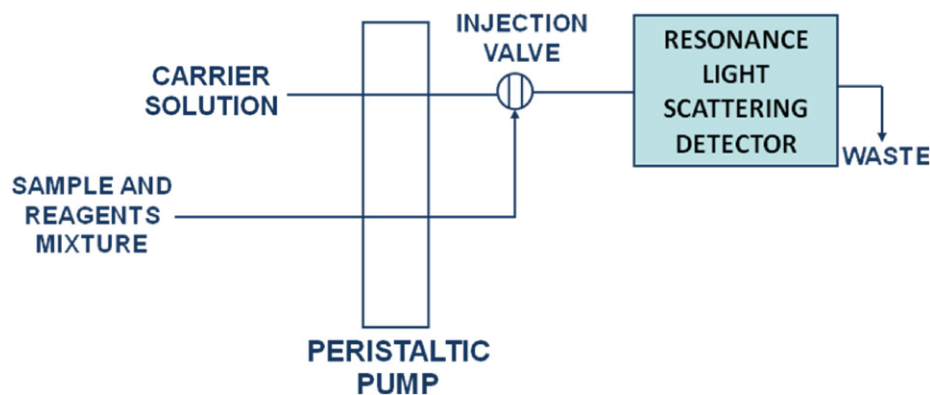 INJECTION
VALVE
RESONANCE
LIGHT
SCATTERING
DETECTOR
CARRIER
SOLUTION
WASTE
SAMPLE AND
REAGENTS
MIXTURE
PERISTALTIC
PUMP